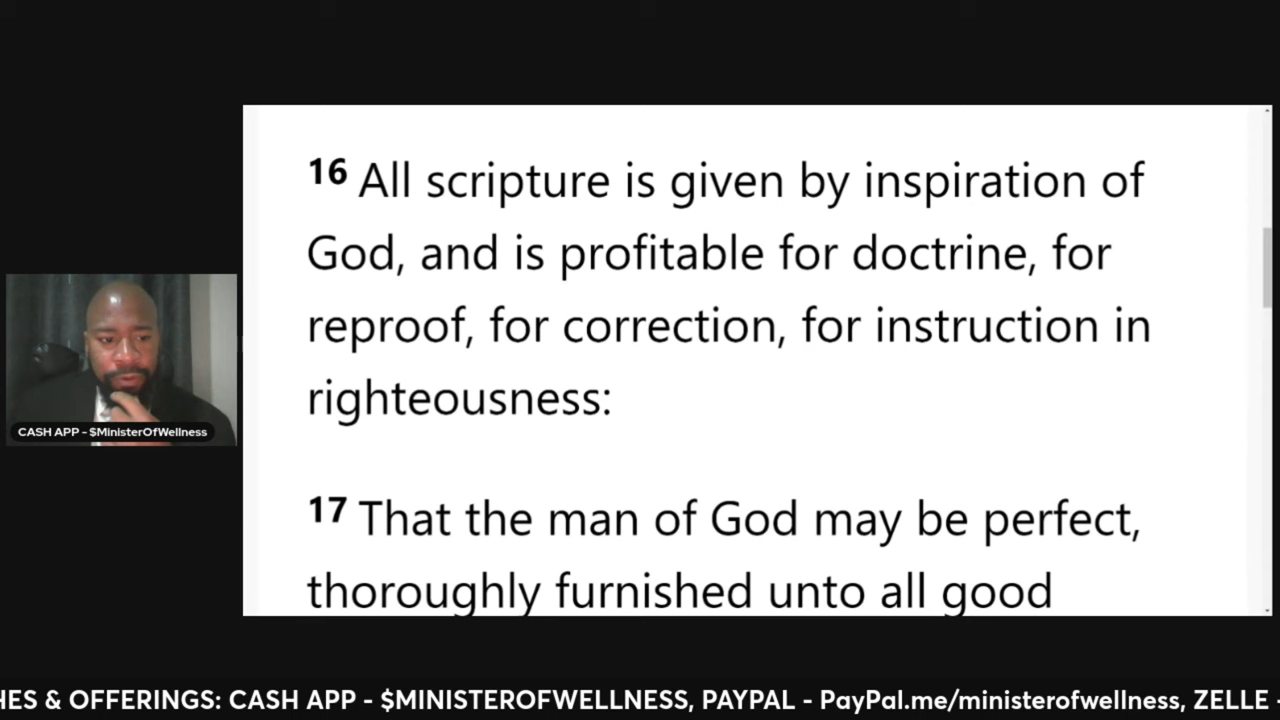 16 All scripture is given by inspiration of
God, and is profitable for doctrine, for
reproof, for correction, for instruction in
righteousness:
17 That the man of God may be perfect,
thoroughly furnished unto all good
CASH APP - $MinisterOfWellness
HES & OFFERINGS: CASH APP - $MINISTEROFWELLNESS, PAYPAL - PayPal.me/ministerofwellness, ZELLE